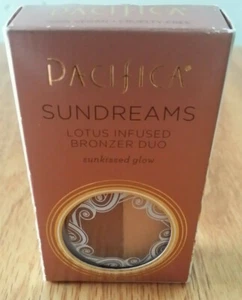 PACIFICA
SUNDREAMS
LOTUS INFUSED
BRONZER DUO
sunkissed glow